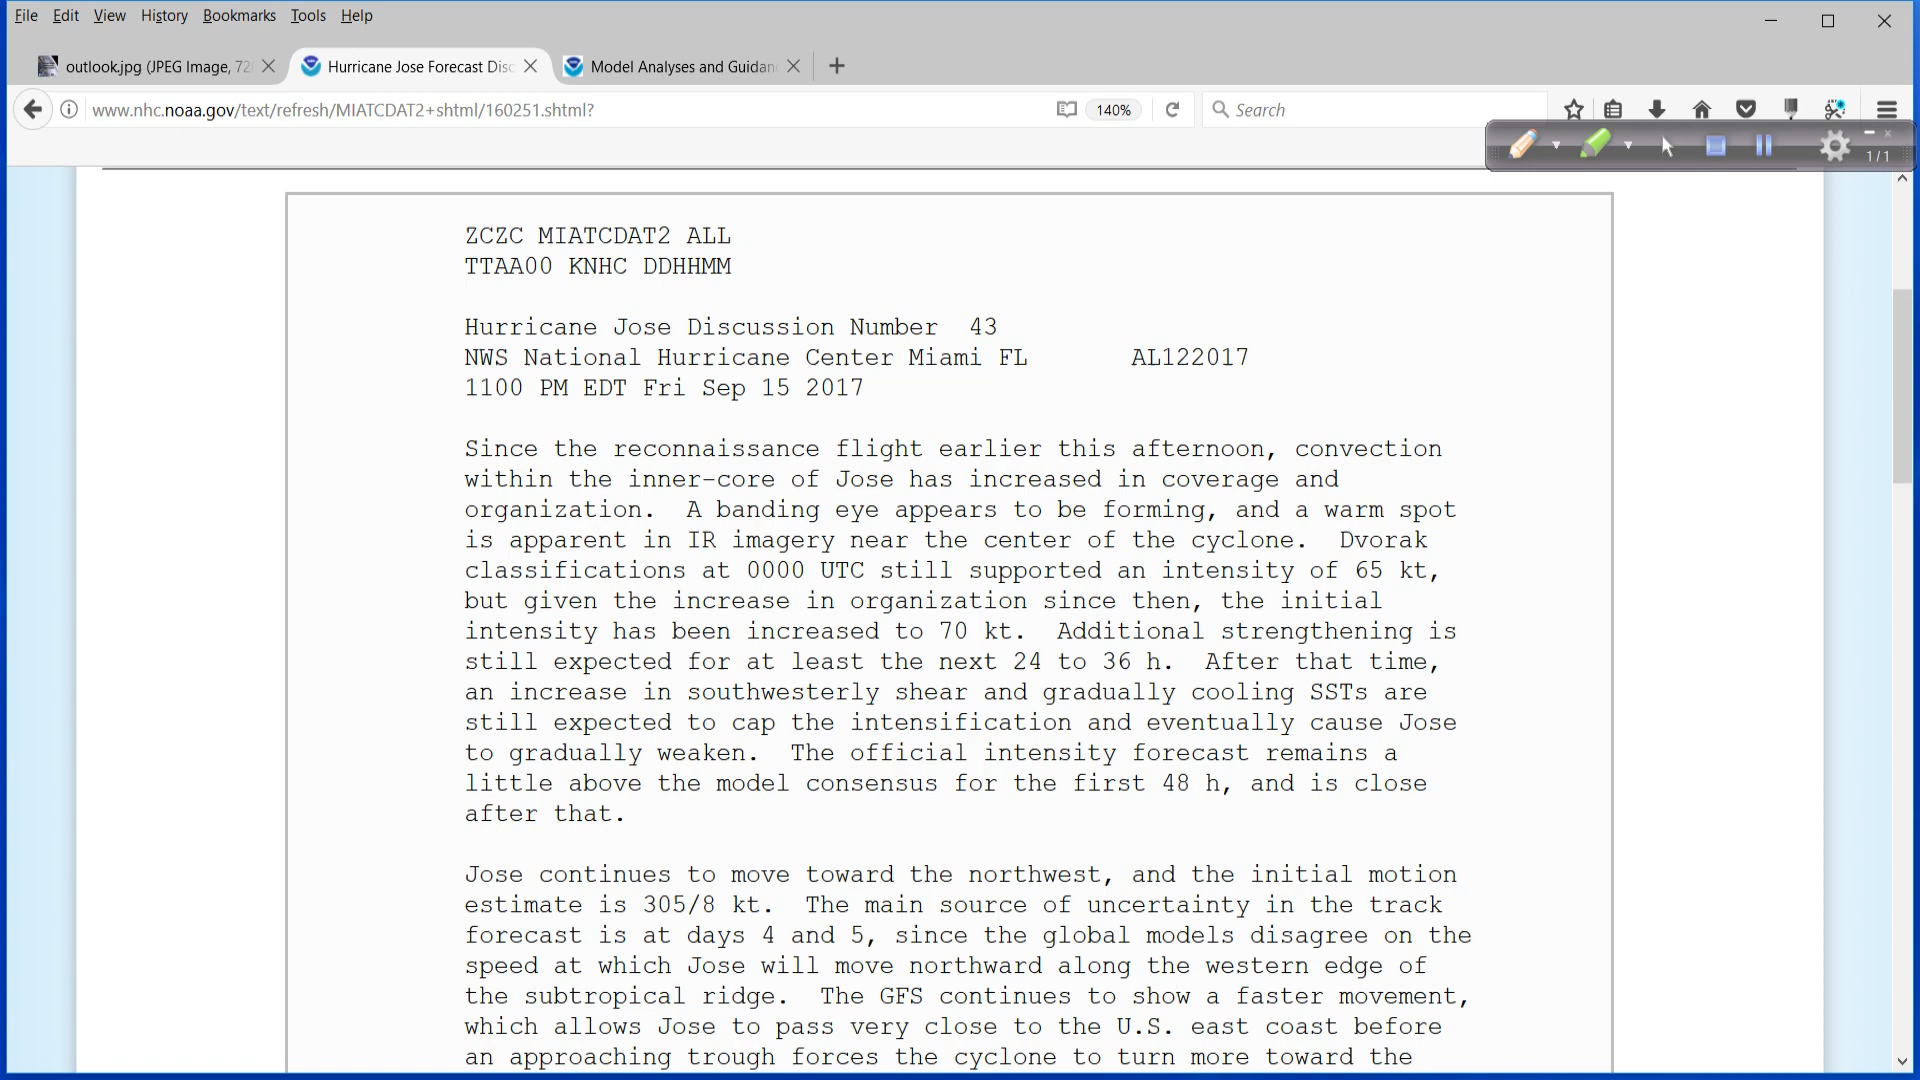 File Edit View History Bookmarks Tools Help
outlook.jpg (JPEG Image, 72
Hurricane Jose Forecast Disc
Model Analyses and Guidan
www.nhc.noaa.gov/text/refresh/MIATCDAT2+shtml/160251.shtml?
140%
Search
1/1
ZCZC MIATCDAT2 ALL
TTAA00 KNHC DDHHMM
Hurricane Jose Discussion Number 43
NWS National Hurricane Center Miami FL AL122017
1100 PM EDT Fri Sep 15 2017
Since the reconnaissance flight earlier this afternoon, convection
within the inner-core of Jose has increased in coverage and
organization. A banding eye appears to be forming, and a warm spot
is apparent in IR imagery near the center of the cyclone. Dvorak
classifications at 0000 UTC still supported an intensity of 65 kt,
but given the increase in organization since then, the initial
intensity has been increased to 70 kt. Additional strengthening is
still expected for at least the next 24 to 36 h. After that time,
an increase in southwesterly shear and gradually cooling SSTs are
still expected to cap the intensification and eventually cause Jose
to gradually weaken. The official intensity forecast remains a
little above the model consensus for the first 48 h, and is close
after that.
Jose continues to move toward the northwest, and the initial motion
estimate is 305/8 kt. The main source of uncertainty in the track
forecast is at days 4 and 5, since the global models disagree on the
speed at which Jose will move northward along the western edge of
the subtropical ridge. The GFS continues to show a faster movement,
which allows Jose to pass very close to the U.S. east coast before
an approaching trough forces the cyclone to turn more toward the